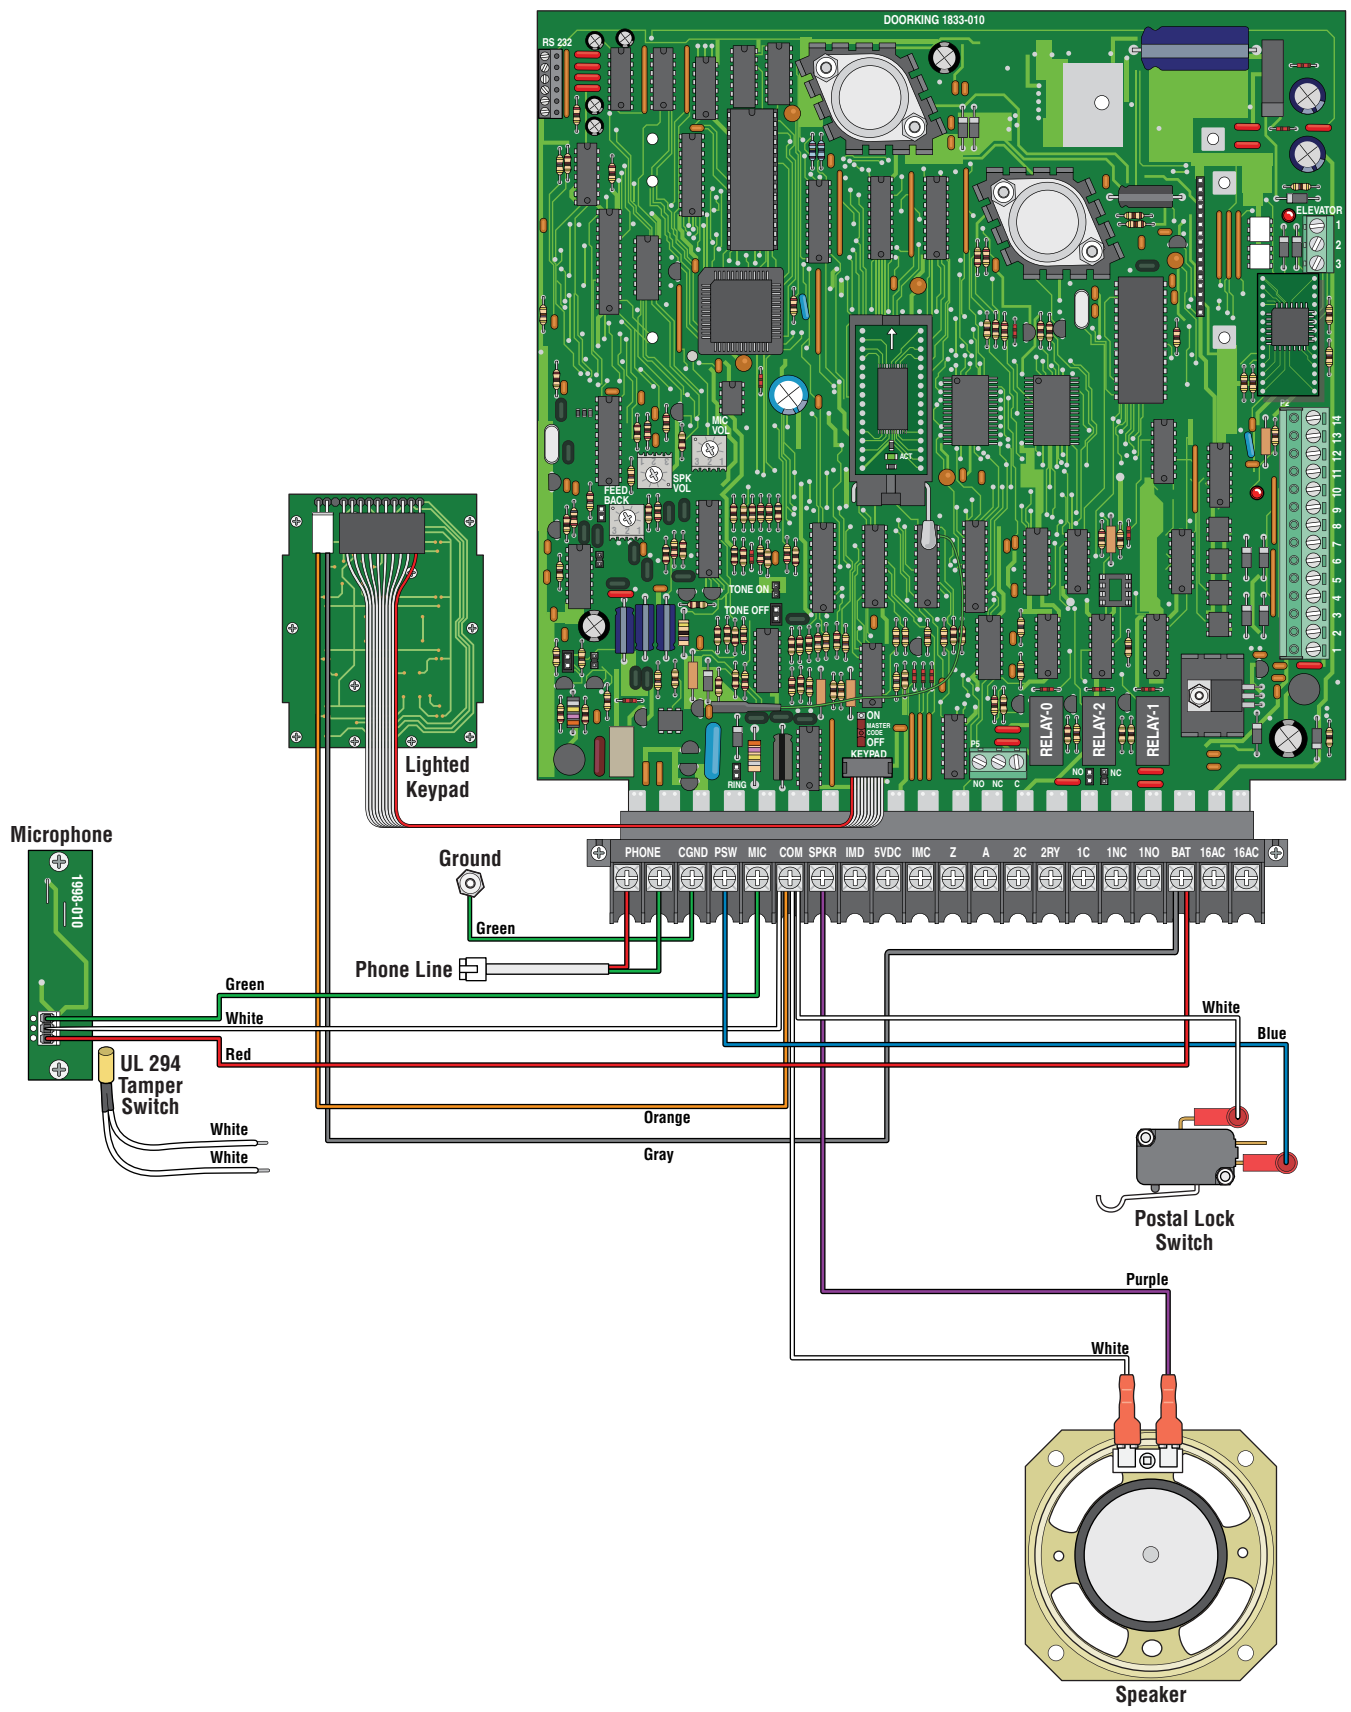 DOORKING 1833-010
RS 232
ELEVATOR
1
2
3
MIC
VOL
SPK
VOL
FEED
BACK
ACT
14
13
12
11
10
9
8
7
6
5
4
3
2
1
TONE ON
TONE OFF
ON
MASTER
CODE
OFF
KEYPAD
RING
P5
NO NC C
RELAY-0
RELAY-2
RELAY-1
NO NC
PHONE CGND PSW MIC COM SPKR IMD 5VDC IMC Z A 2C 2RY 1C 1NC 1NO BAT 16AC 16AC
Lighted
Keypad
Microphone
1998-010
Ground
Green
Phone Line
Green
White
Red
White
Blue
UL 294
Tamper
Switch
White
White
Orange
Gray
Postal Lock
Switch
Purple
White
Speaker